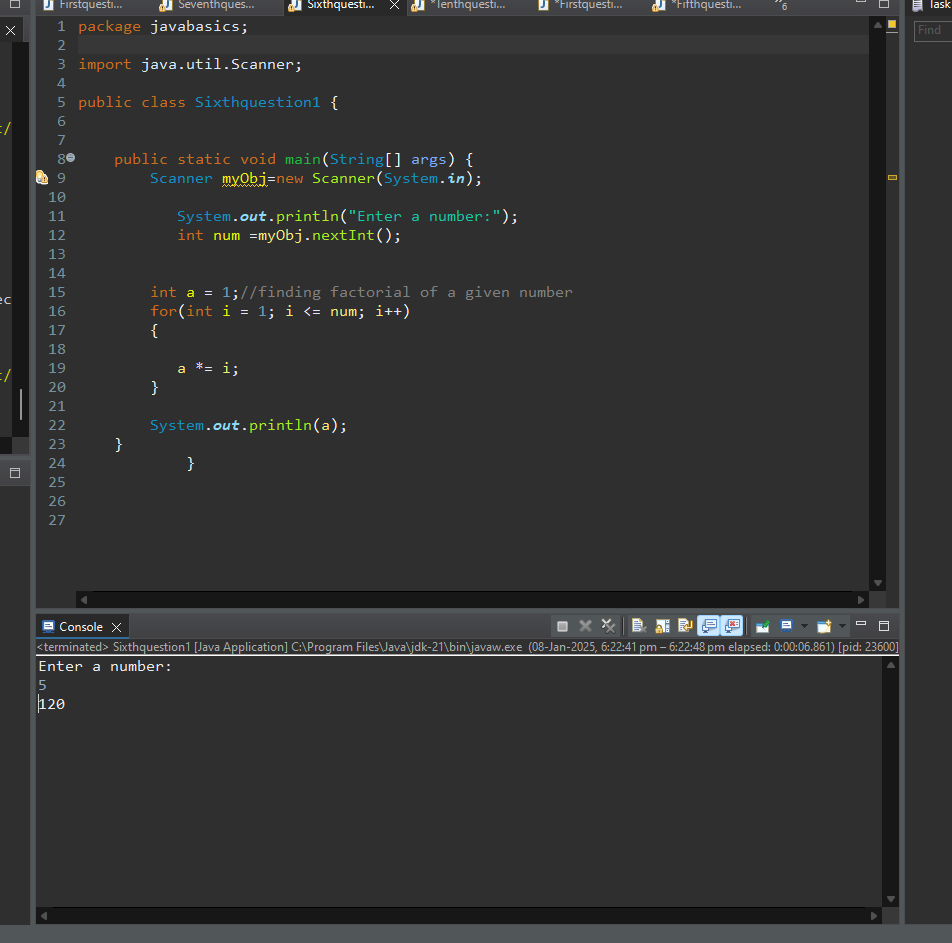 Firstquesti...
Seventhques...
Sixthquesti...
*Tenthquesti...
*Firstquesti...
*Fifthquesti...
»6
Task
Find
1 package javabasics;
2
3 import java.util.Scanner;
4
5 public class Sixthquestion1 {
6
7
8 public static void main(String[] args) {
9 Scanner myObj=new Scanner(System.in);
10
11 System.out.println("Enter a number:");
12 int num =myObj.nextInt();
13
14
15 int a = 1;//finding factorial of a given number
16 for(int i = 1; i <= num; i++)
17 {
18
19 a *= i;
20 }
21
22 System.out.println(a);
23 }
24 }
25
26
27
t/
ec
t/
Console
<terminated> Sixthquestion1 [Java Application] C:\Program Files\Java\jdk-21\bin\javaw.exe (08-Jan-2025, 6:22:41 pm – 6:22:48 pm elapsed: 0:00:06.861) [pid: 23600]
Enter a number:
5
120